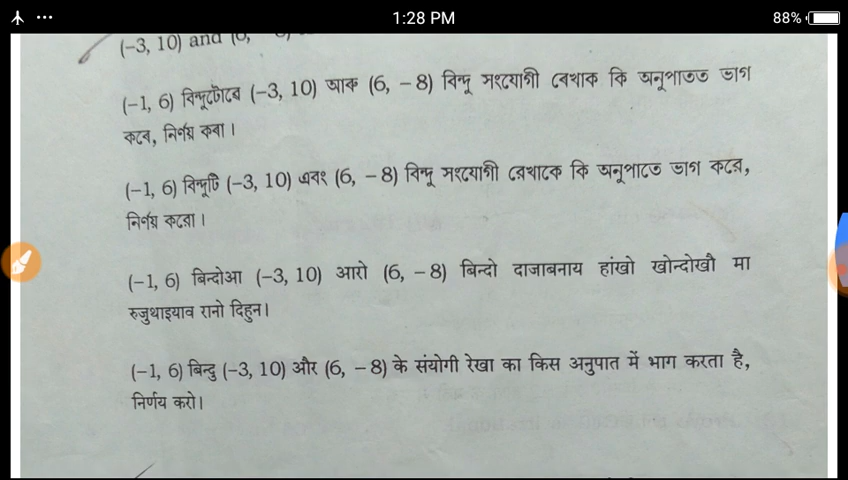 1:28 PM
88%
(−3, 10) and
(−1, 6) বিন্দুটোৱে (−3, 10) আৰু (6, − 8) বিন্দু সংযোগী ৰেখাক কি অনুপাতত ভাগ
কৰে, নিৰ্ণয় কৰা।
(−1, 6) বিন্দুটি (−3, 10) এবং (6, − 8) বিন্দু সংযোগী রেখাকে কি অনুপাতে ভাগ করে,
নির্ণয় করো।
(−1, 6) बिन्दोआ (−3, 10) आरो (6, − 8) बिन्दो दाजाबनाय हांखो खोन्दोखौ मा
रुजुथाइयाव रानो दिहुन।
(−1, 6) बिन्दु (−3, 10) और (6, − 8) के संयोगी रेखा का किस अनुपात में भाग करता है,
निर्णय करो।